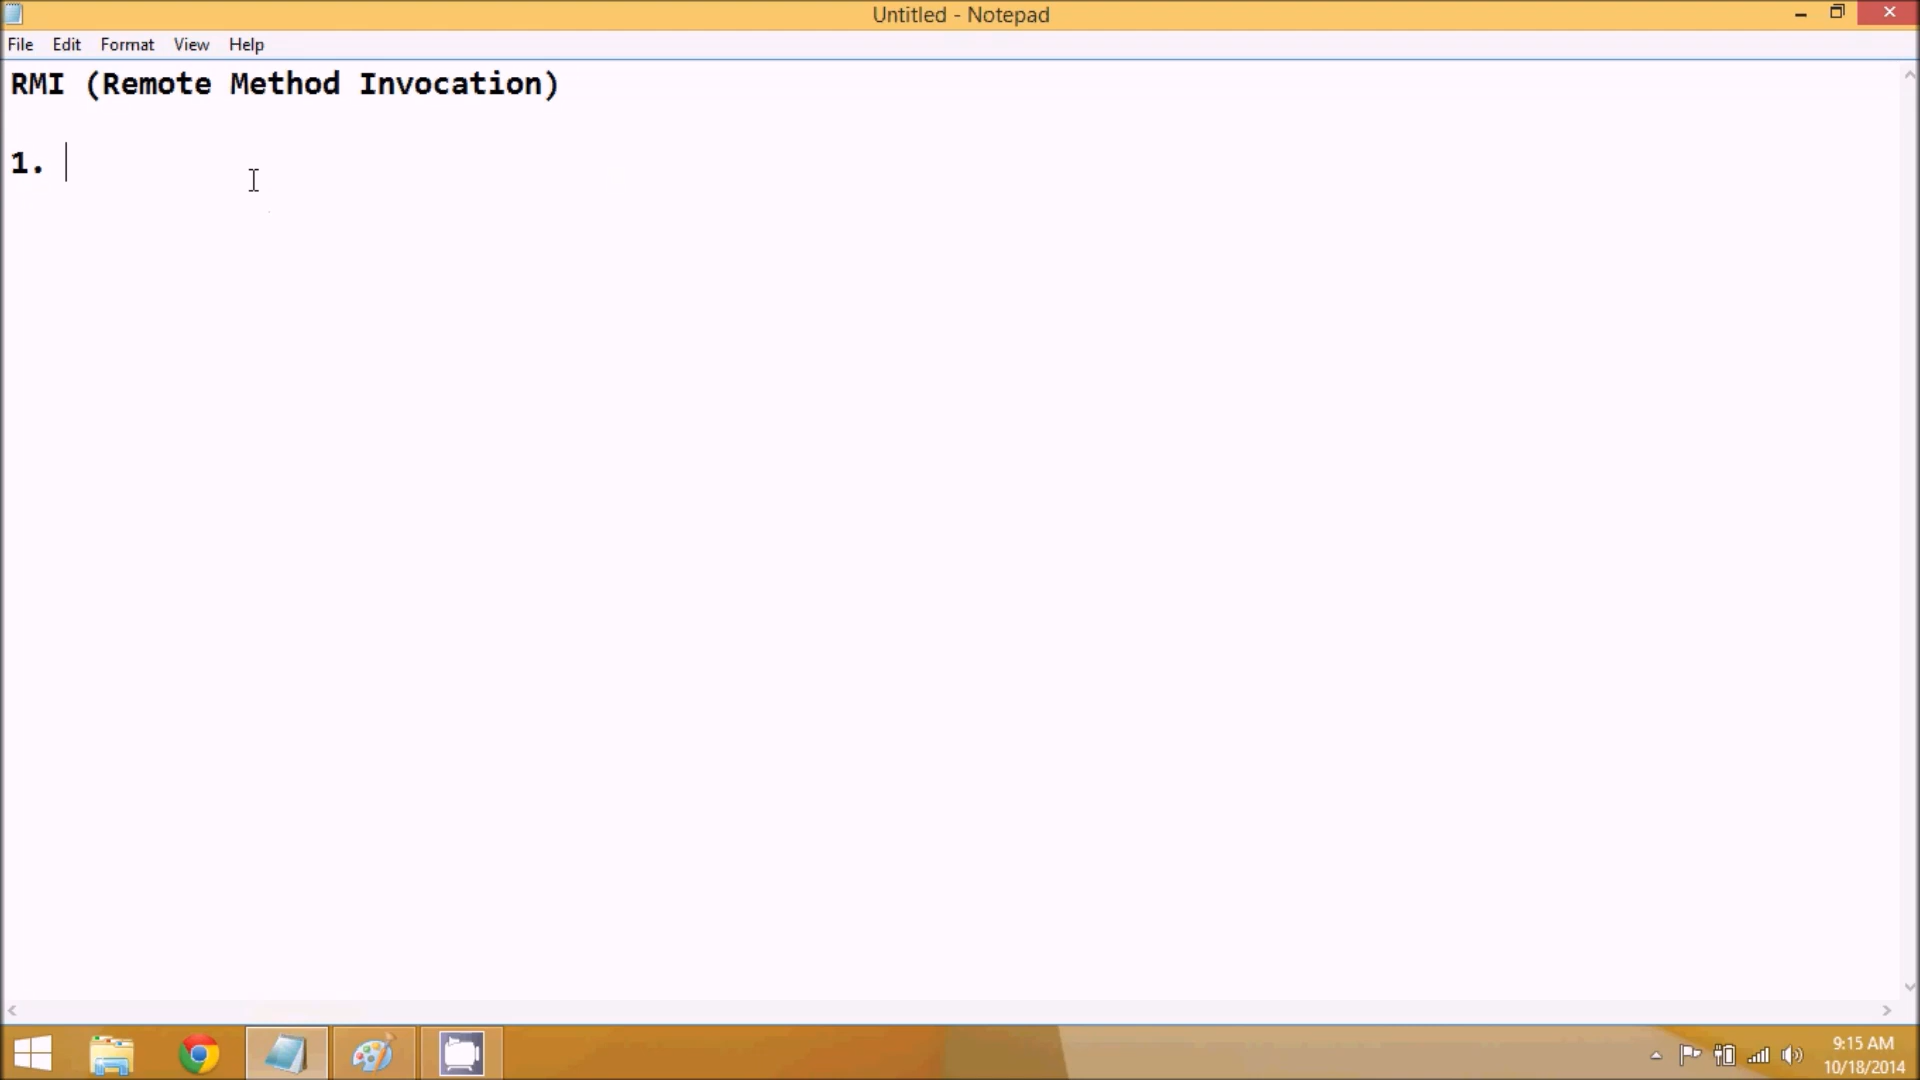 Untitled - Notepad
File Edit Format View Help
RMI (Remote Method Invocation)
1.
9:15 AM
10/18/2014